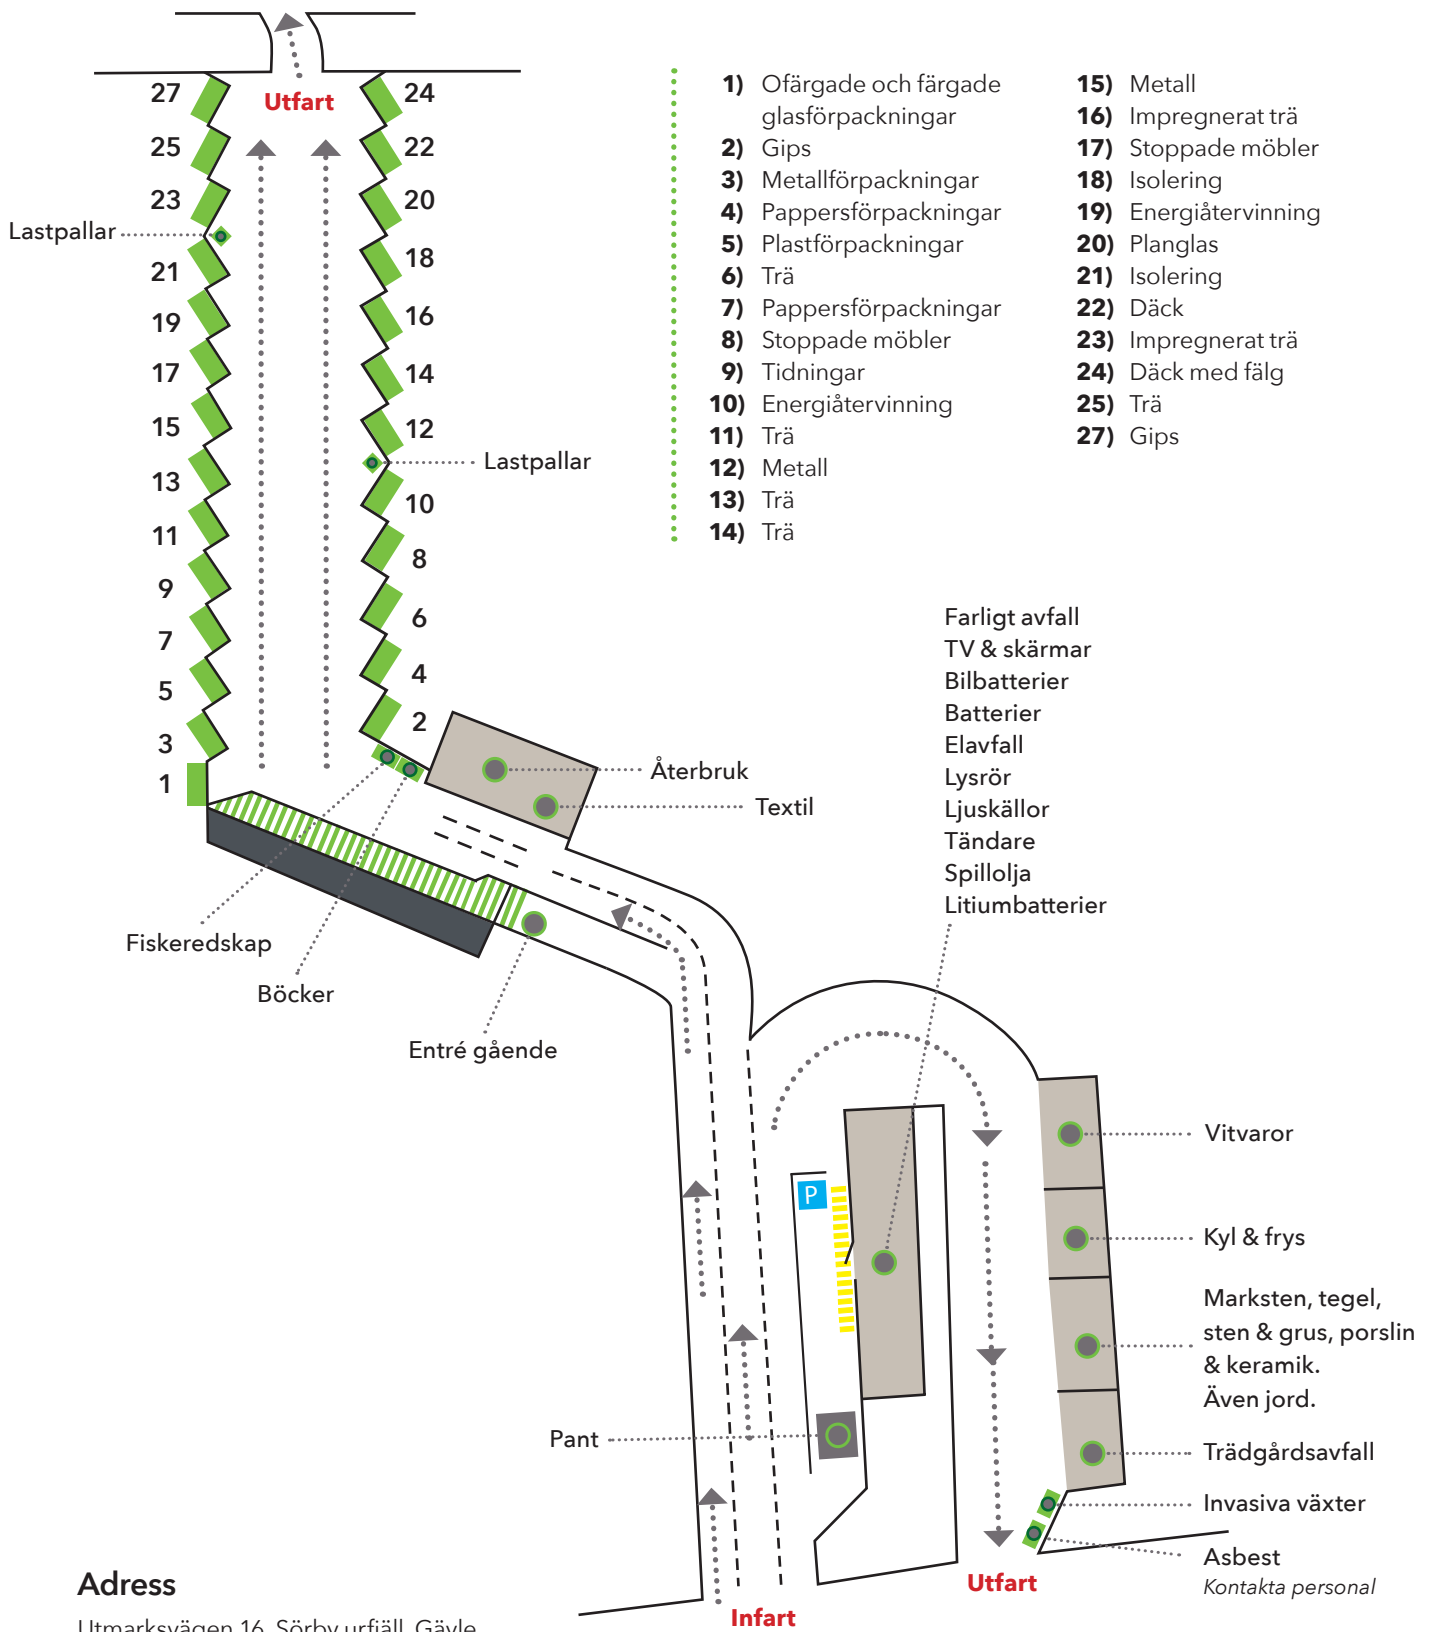 Utfart
27
25
23
Lastpallar
21
19
17
15
13
11
9
7
5
3
1
24
22
20
18
16
14
12
Lastpallar
10
8
6
4
2
1) Ofärgade och färgade
glasförpackningar
2) Gips
3) Metallförpackningar
4) Pappersförpackningar
5) Plastförpackningar
6) Trä
7) Pappersförpackningar
8) Stoppade möbler
9) Tidningar
10) Energiåtervinning
11) Trä
12) Metall
13) Trä
14) Trä
15) Metall
16) Impregnerat trä
17) Stoppade möbler
18) Isolering
19) Energiåtervinning
20) Planglas
21) Isolering
22) Däck
23) Impregnerat trä
24) Däck med fälg
25) Trä
27) Gips
Farligt avfall
TV & skärmar
Bilbatterier
Batterier
Elavfall
Lysrör
Ljuskällor
Tändare
Spillolja
Litiumbatterier
Återbruk
Textil
Fiskeredskap
Böcker
Entré gående
P
Vitvaror
Kyl & frys
Marksten, tegel,
sten & grus, porslin
& keramik.
Även jord.
Pant
Trädgårdsavfall
Invasiva växter
Asbest
Kontakta personal
Utfart
Infart
Adress
Utmarksvägen 16, Sörby urfjäll, Gävle